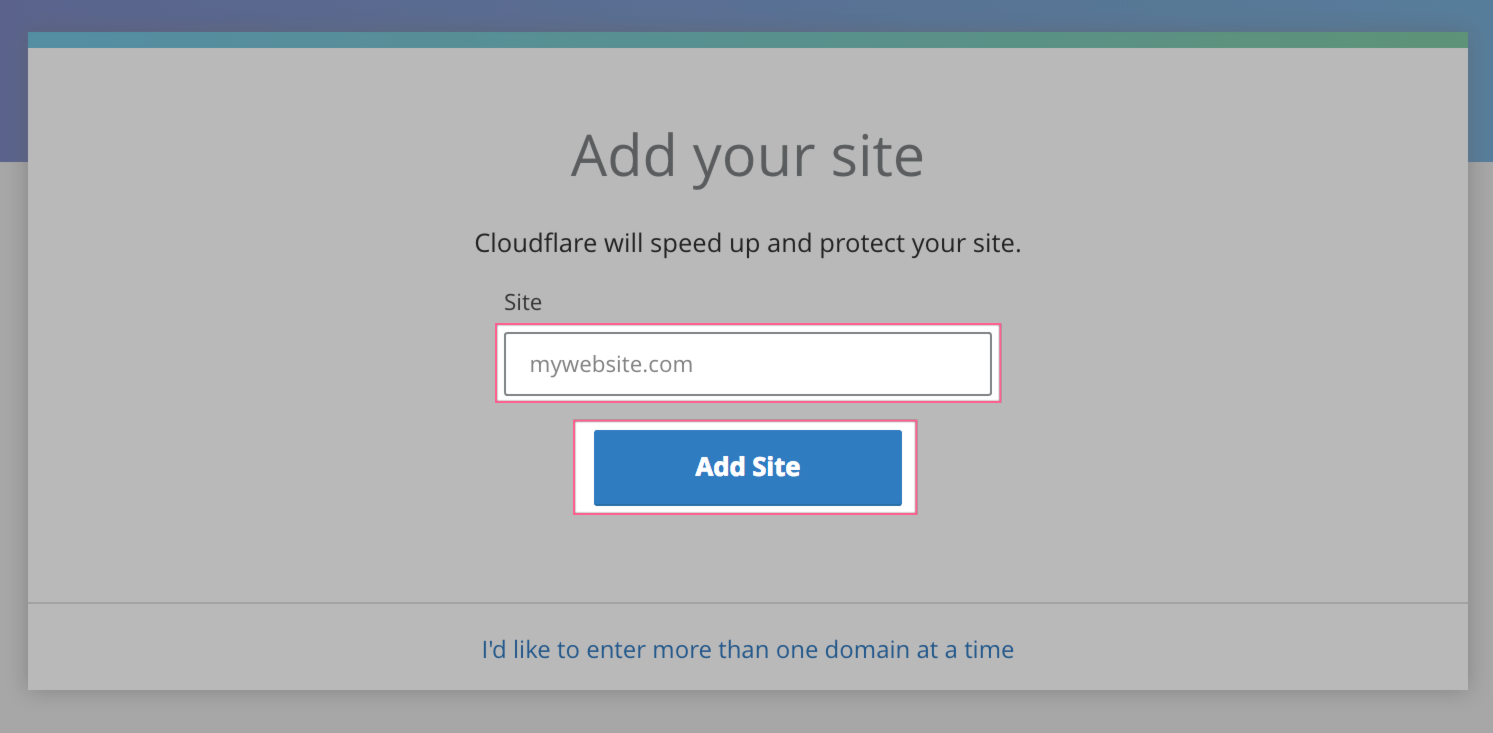 Add your site
Cloudflare will speed up and protect your site.
Site
mywebsite.com
Add Site
I'd like to enter more than one domain at a time